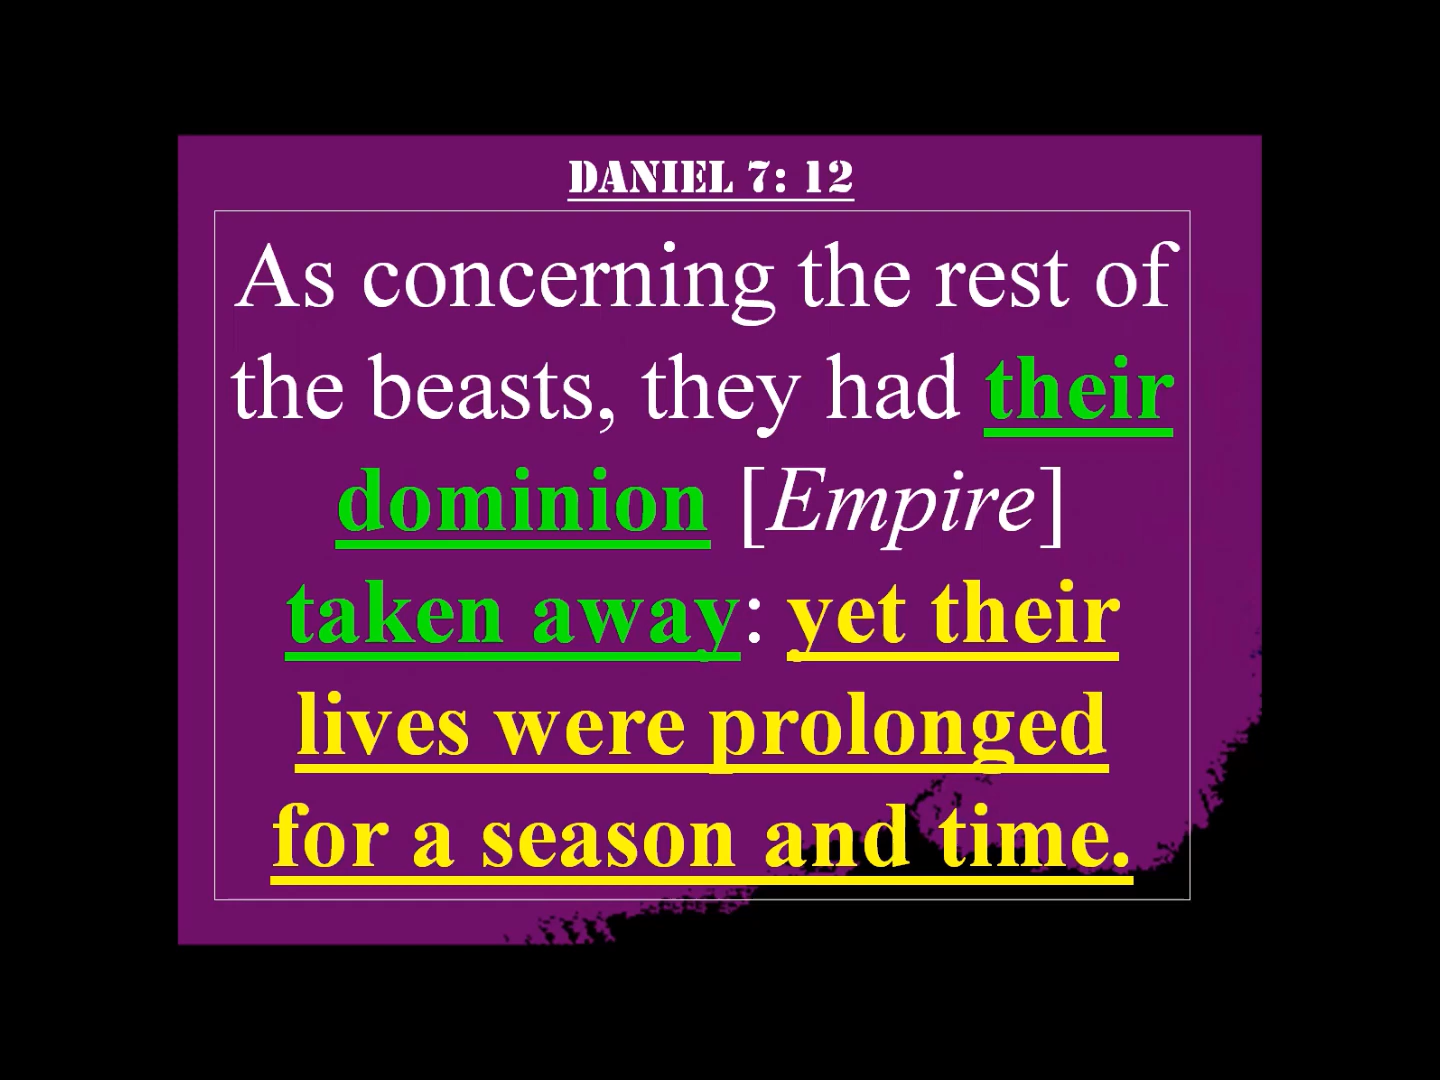 DANIEL 7: 12
As concerning the rest of
the beasts, they had their
dominion [Empire]
taken away: yet their
lives were prolonged
for a season and time.